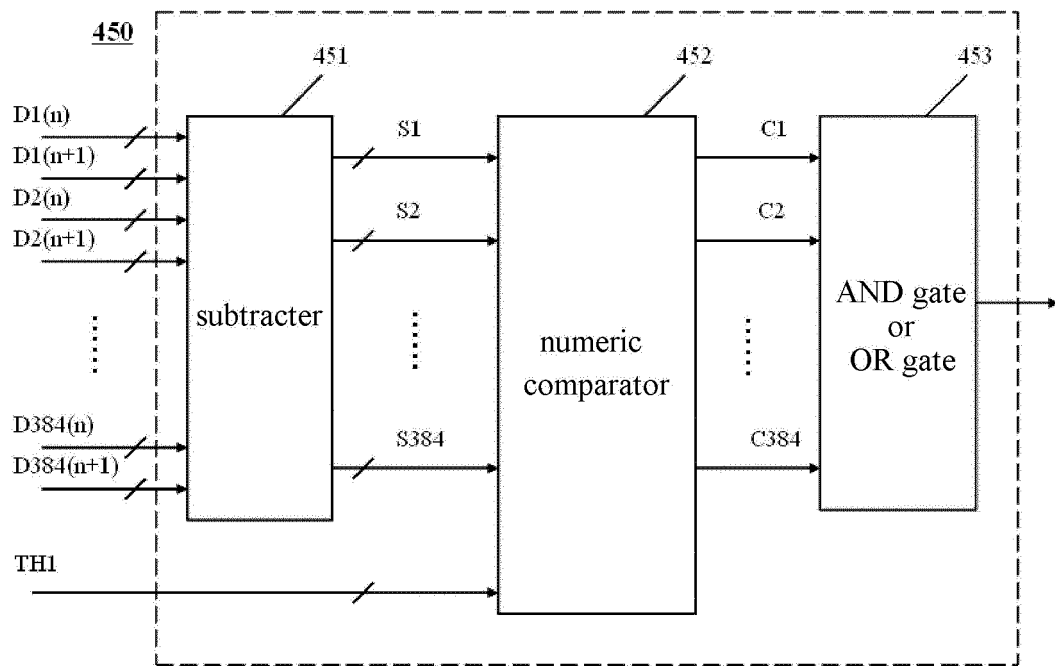 450
451
452
453
D1(n)
D1(n+1)
D2(n)
D2(n+1)
D384(n)
D384(n+1)
TH1
subtracter
S1
S2
S384
numeric
comparator
C1
C2
C384
AND gate
or
OR gate